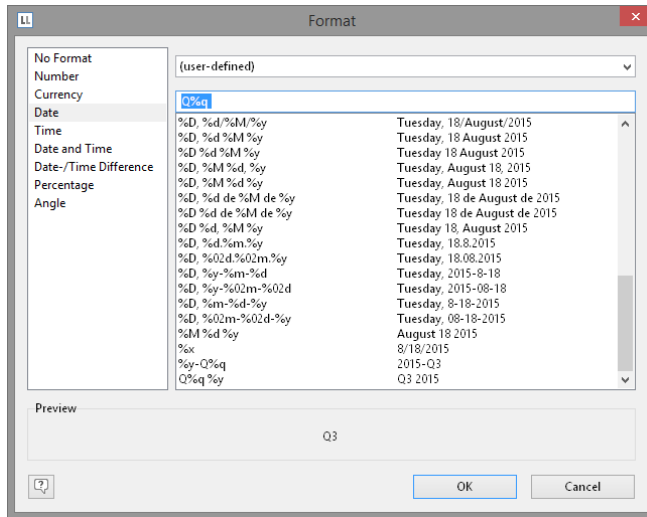 LL
Format
No Format
Number
Currency
Date
Time
Date and Time
Date-/Time Difference
Percentage
Angle
(user-defined)
Q%q
%D, %d/%M/%y Tuesday, 18/August/2015
%D, %d %M %y Tuesday, 18 August 2015
%D %d %M %y Tuesday 18 August 2015
%D, %M %d, %y Tuesday, August 18, 2015
%D, %M %d %y Tuesday, August 18 2015
%D, %d de %M de %y Tuesday, 18 de August de 2015
%D %d de %M de %y Tuesday 18 de August de 2015
%D %d, %M %y Tuesday 18, August 2015
%D, %d.%m.%y Tuesday, 18.8.2015
%D, %02d.%02m.%y Tuesday, 18.08.2015
%D, %y-%m-%d Tuesday, 2015-8-18
%D, %y-%02m-%02d Tuesday, 2015-08-18
%D, %m-%d-%y Tuesday, 8-18-2015
%D, %02m-%02d-%y Tuesday, 08-18-2015
%M %d %y August 18 2015
%x 8/18/2015
%y-Q%q 2015-Q3
Q%q %y Q3 2015
Preview
Q3
OK Cancel